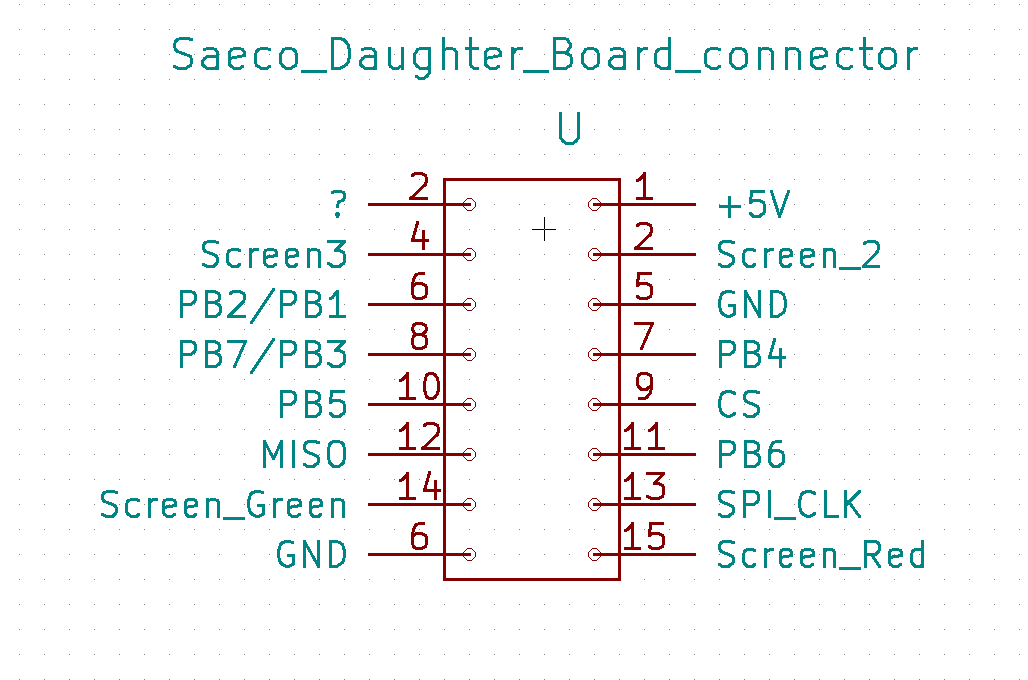 Saeco_Daughter_Board_connector
U
? 2 1 +5V
Screen3 4 2 Screen_2
PB2/PB1 6 5 GND
PB7/PB3 8 7 PB4
PB5 10 9 CS
MISO 12 11 PB6
Screen_Green 14 13 SPI_CLK
GND 6 15 Screen_Red